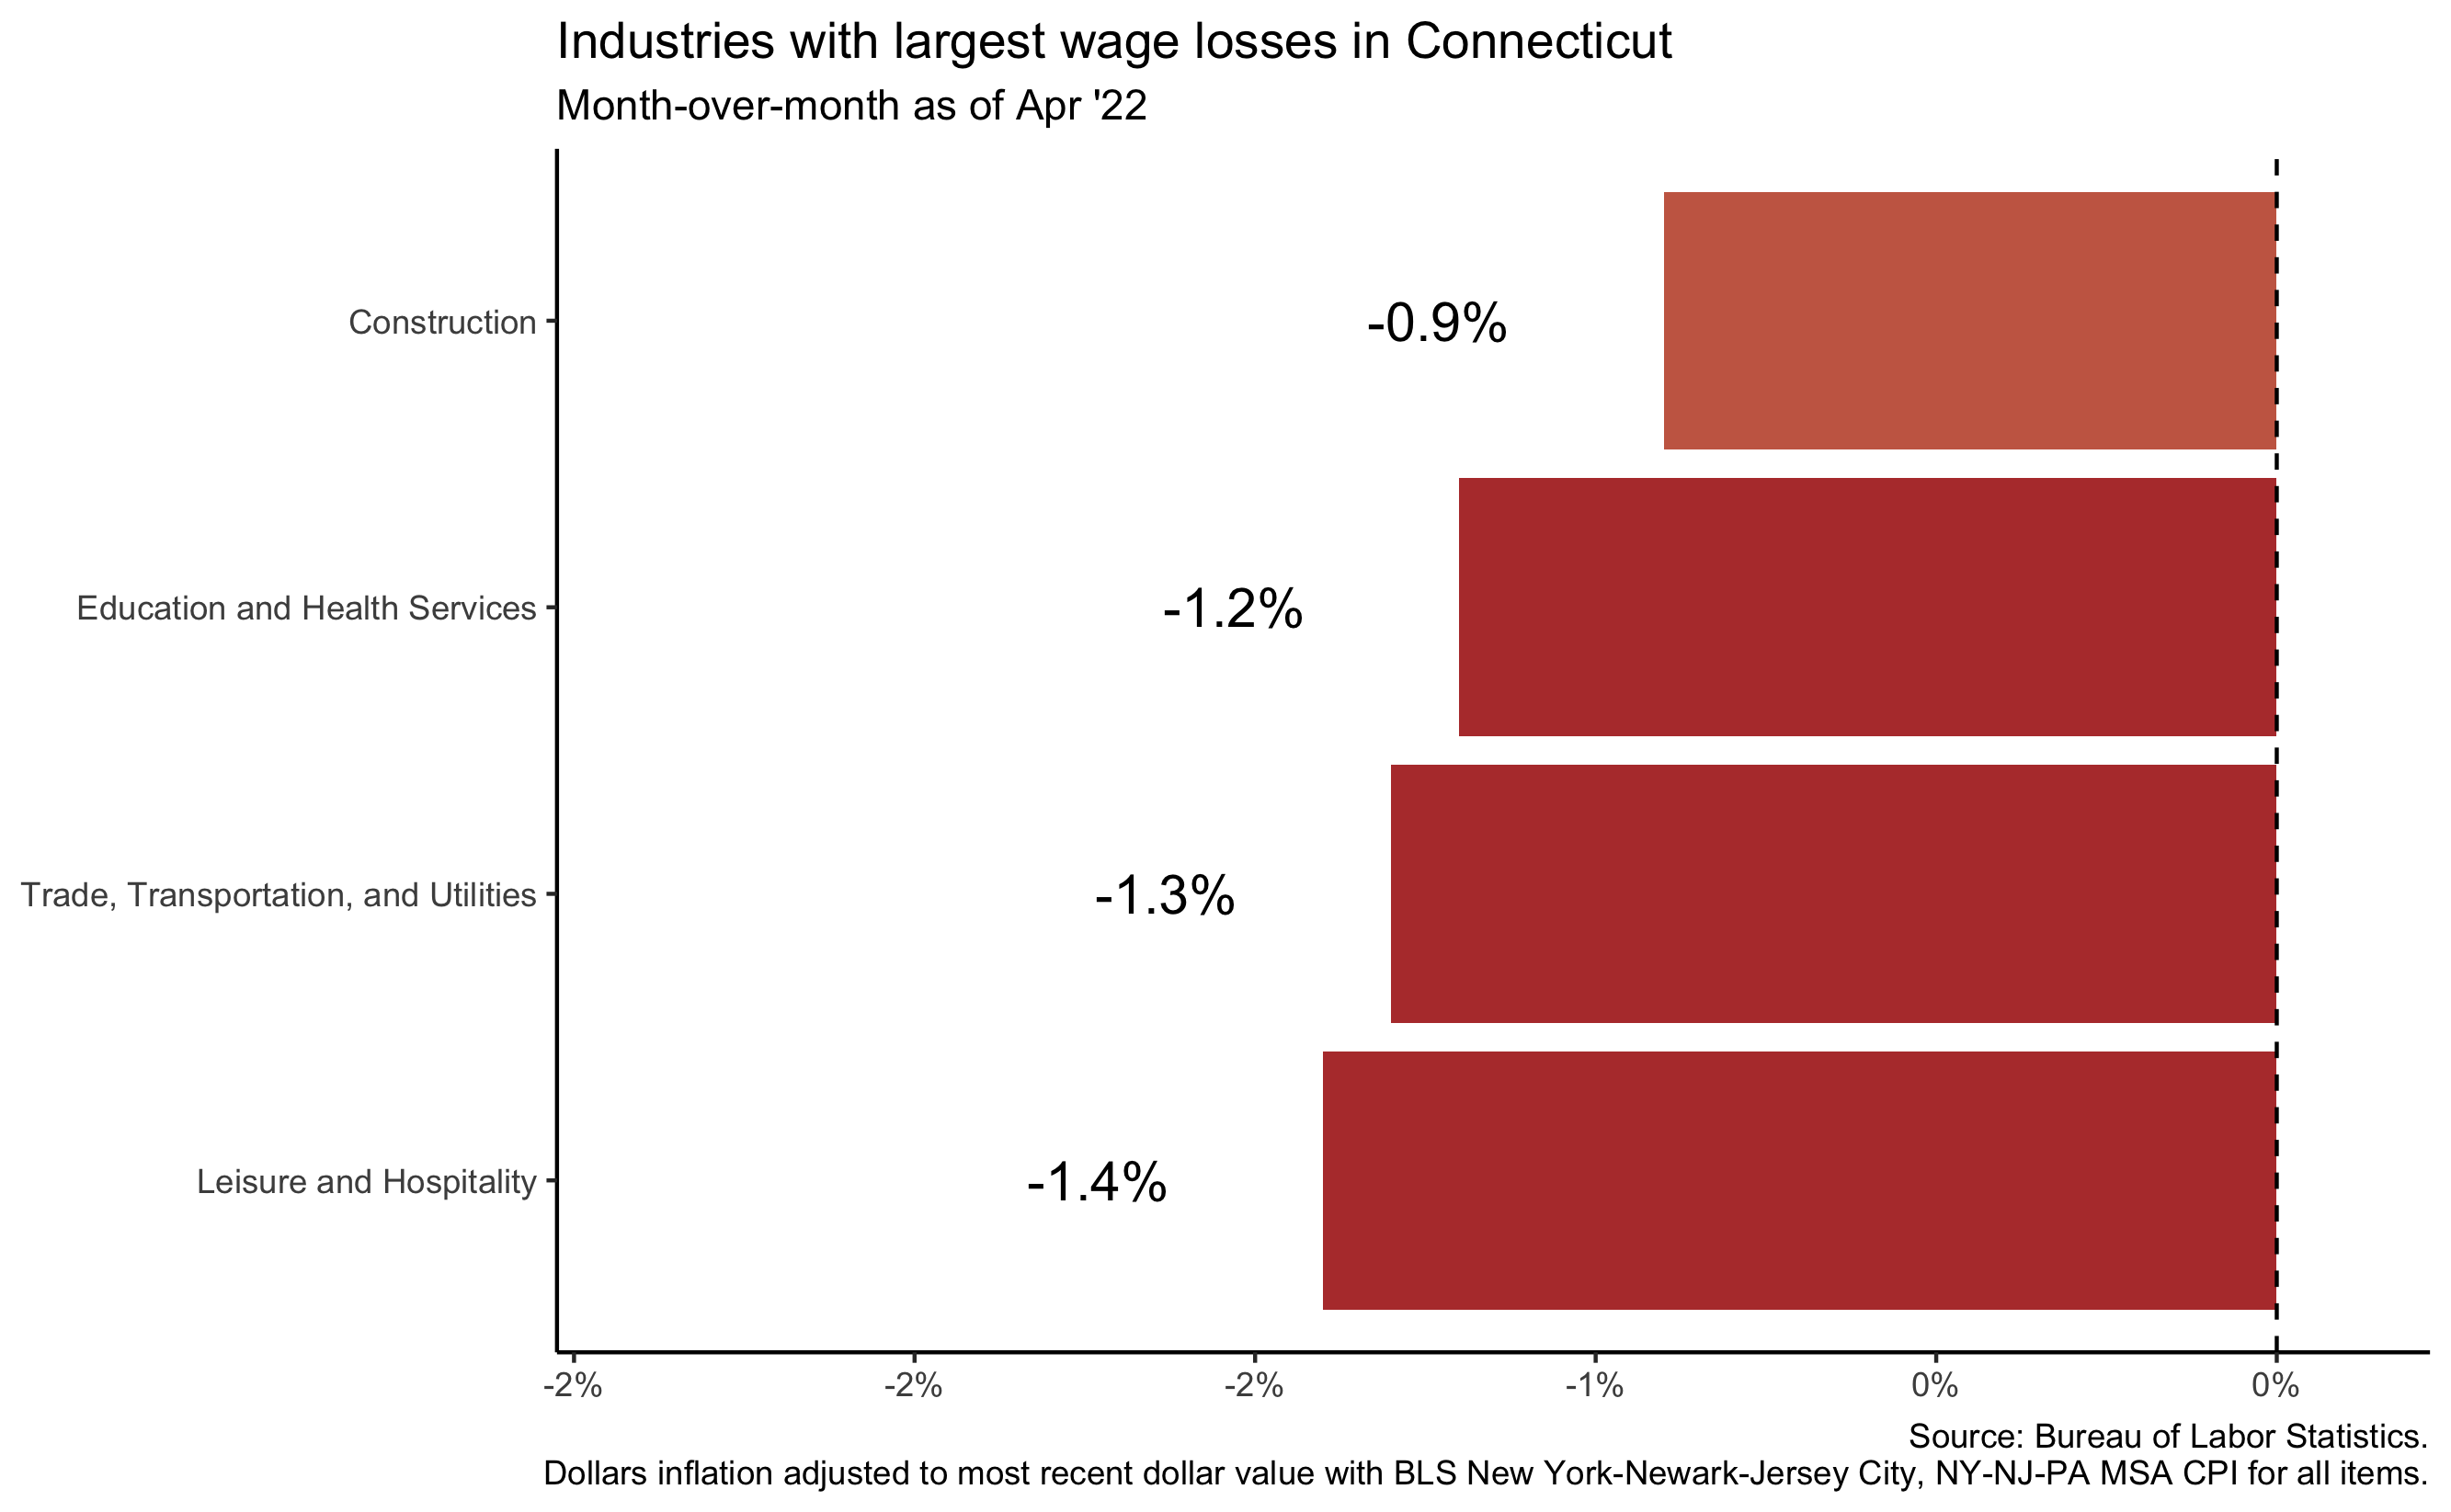 Industries with largest wage losses in Connecticut
Month-over-month as of Apr '22
Construction
-0.9%
Education and Health Services
-1.2%
Trade, Transportation, and Utilities
-1.3%
Leisure and Hospitality
-1.4%
-2% -2% -2% -1% 0% 0%
Source: Bureau of Labor Statistics.
Dollars inflation adjusted to most recent dollar value with BLS New York-Newark-Jersey City, NY-NJ-PA MSA CPI for all items.